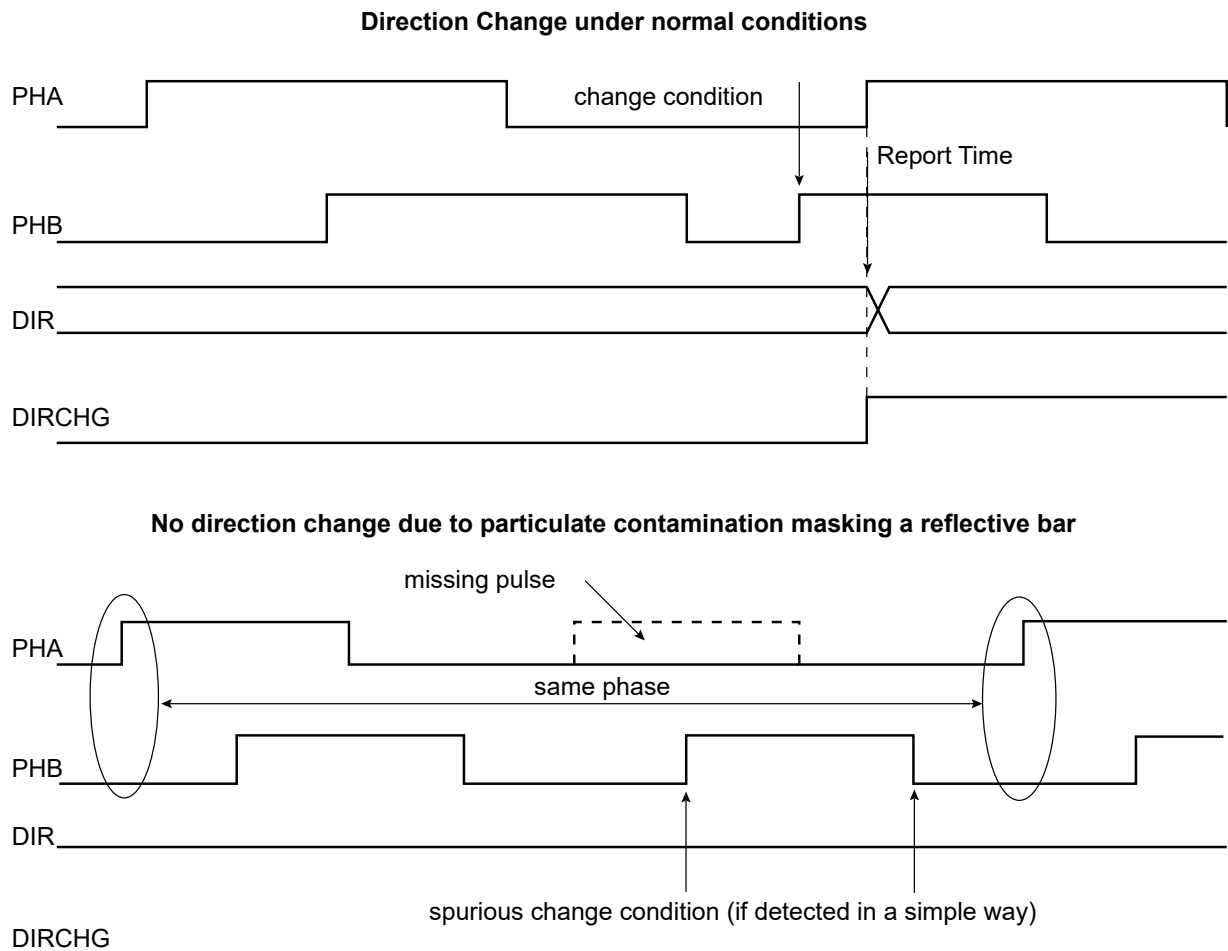 Direction Change under normal conditions
PHA
change condition
Report Time
PHB
DIR
DIRCHG
No direction change due to particulate contamination masking a reflective bar
missing pulse
PHA
same phase
PHB
DIR
spurious change condition (if detected in a simple way)
DIRCHG